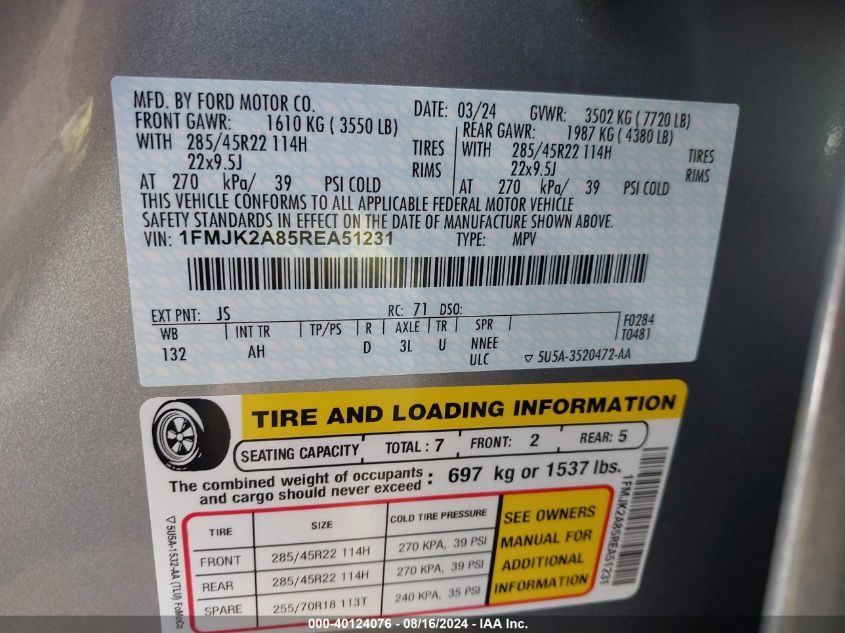 MFD. BY FORD MOTOR CO.
DATE: 03/24 GVWR: 3502 KG (7720 LB)
FRONT GAWR: 1610 KG (3550 LB) REAR GAWR: 1987 KG (4380 LB)
WITH 285/45R22 114H TIRES WITH 285/45R22 114H TIRES
22x9.5J RIMS 22x9.5J RIMS
AT 270 kPa/ 39 PSI COLD AT 270 kPa/ 39 PSI COLD
THIS VEHICLE CONFORMS TO ALL APPLICABLE FEDERAL MOTOR VEHICLE
SAFETY STANDARDS IN EFFECT ON THE DATE OF MANUFACTURE SHOWN ABOVE.
VIN: 1FMJK2A85REA51231 TYPE: MPV
EXT PNT: JS RC: 71 DSO:
WB INT TR TP/PS R AXLE TR SPR F0284
T0481
132 AH D 3L U NNEE
ULC ▽ 5U5A-3520472-AA
TIRE AND LOADING INFORMATION
SEATING CAPACITY TOTAL : 7 FRONT: 2 REAR: 5
The combined weight of occupants
and cargo should never exceed : 697 kg or 1537 lbs.
TIRE SIZE COLD TIRE PRESSURE
FRONT 285/45R22 114H 270 KPA, 39 PSI
REAR 285/45R22 114H 270 KPA, 39 PSI
SPARE 255/70R18 113T 240 KPA, 35 PSI
SEE OWNERS
MANUAL FOR
ADDITIONAL
INFORMATION
▽ 5U5A-1532-AA (TLU) FoMoCo
1FMJK2A85REA51231
000-40124076 - 08/16/2024 - IAA Inc.